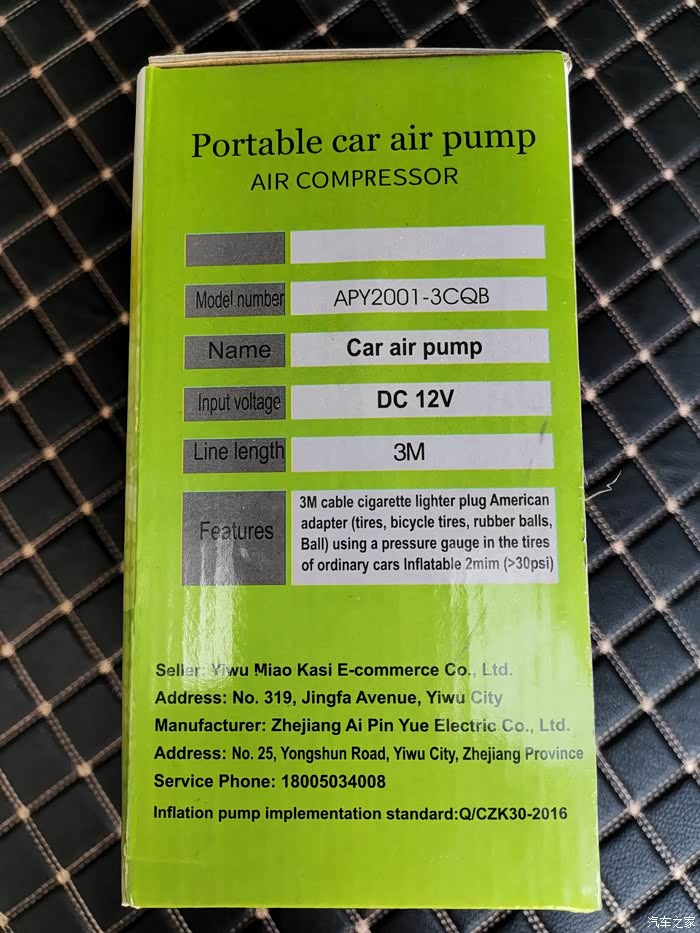 Portable car air pump
AIR COMPRESSOR
Model number APY2001-3CQB
Name Car air pump
Input voltage DC 12V
Line length 3M
Features
3M cable cigarette lighter plug American
adapter (tires, bicycle tires, rubber balls,
Ball) using a pressure gauge in the tires
of ordinary cars Inflatable 2mim (>30psi)
Seller: Yiwu Miao Kasi E-commerce Co., Ltd.
Address: No. 319, Jingfa Avenue, Yiwu City
Manufacturer: Zhejiang Ai Pin Yue Electric Co., Ltd.
Address: No. 25, Yongshun Road, Yiwu City, Zhejiang Province
Service Phone: 18005034008
Inflation pump implementation standard:Q/CZK30-2016
汽车之家